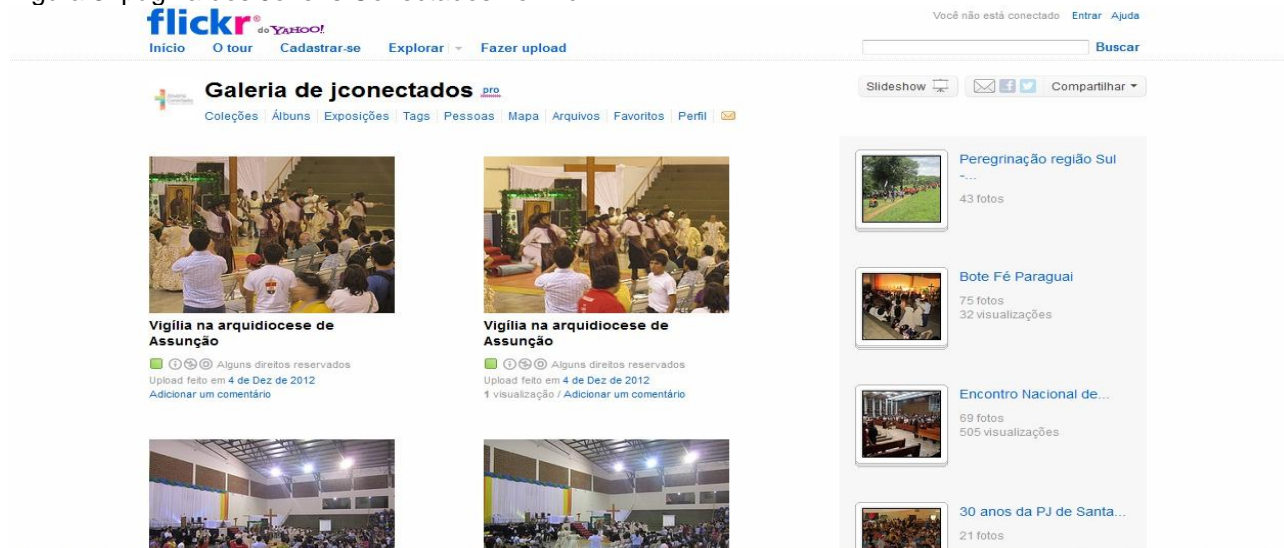 flickr do YAHOO!
Você não está conectado Entrar Ajuda
Início O tour Cadastrar-se Explorar Fazer upload
Buscar
Galeria de jconectados pro
Slideshow
Compartilhar
Coleções Álbuns Exposições Tags Pessoas Mapa Arquivos Favoritos Perfil
Vigília na arquidiocese de
Assunção
Alguns direitos reservados
Upload feito em 4 de Dez de 2012
Adicionar um comentário
Vigília na arquidiocese de
Assunção
Alguns direitos reservados
Upload feito em 4 de Dez de 2012
1 visualização / Adicionar um comentário
Peregrinação região Sul
-...
43 fotos
Bote Fé Paraguai
75 fotos
32 visualizações
Encontro Nacional de...
69 fotos
505 visualizações
30 anos da PJ de Santa...
21 fotos